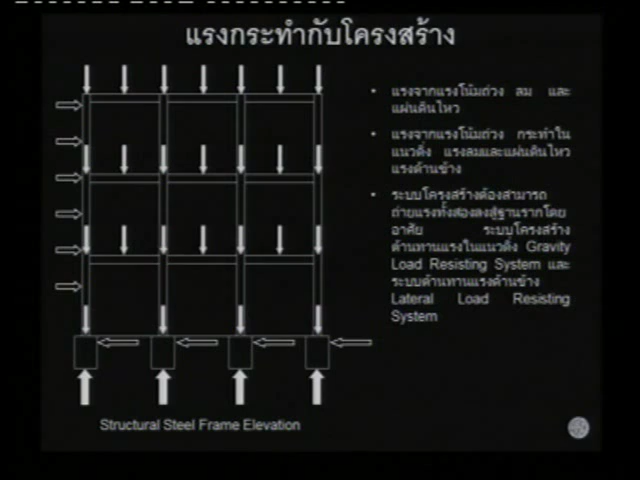 แรงกระทำกับโครงสร้าง
• แรงจากแรงโน้มถ่วง ลม และ
แผ่นดินไหว
• แรงจากแรงโน้มถ่วง กระทำใน
แนวดิ่ง แรงลมและแผ่นดินไหว
แรงด้านข้าง
• ระบบโครงสร้างต้องสามารถ
ถ่ายแรงทั้งสองลงสู่ฐานรากโดย
อาศัย ระบบโครงสร้าง
ต้านทานแรงในแนวดิ่ง Gravity
Load Resisting System และ
ระบบต้านทานแรงด้านข้าง
Lateral Load Resisting
System
Structural Steel Frame Elevation